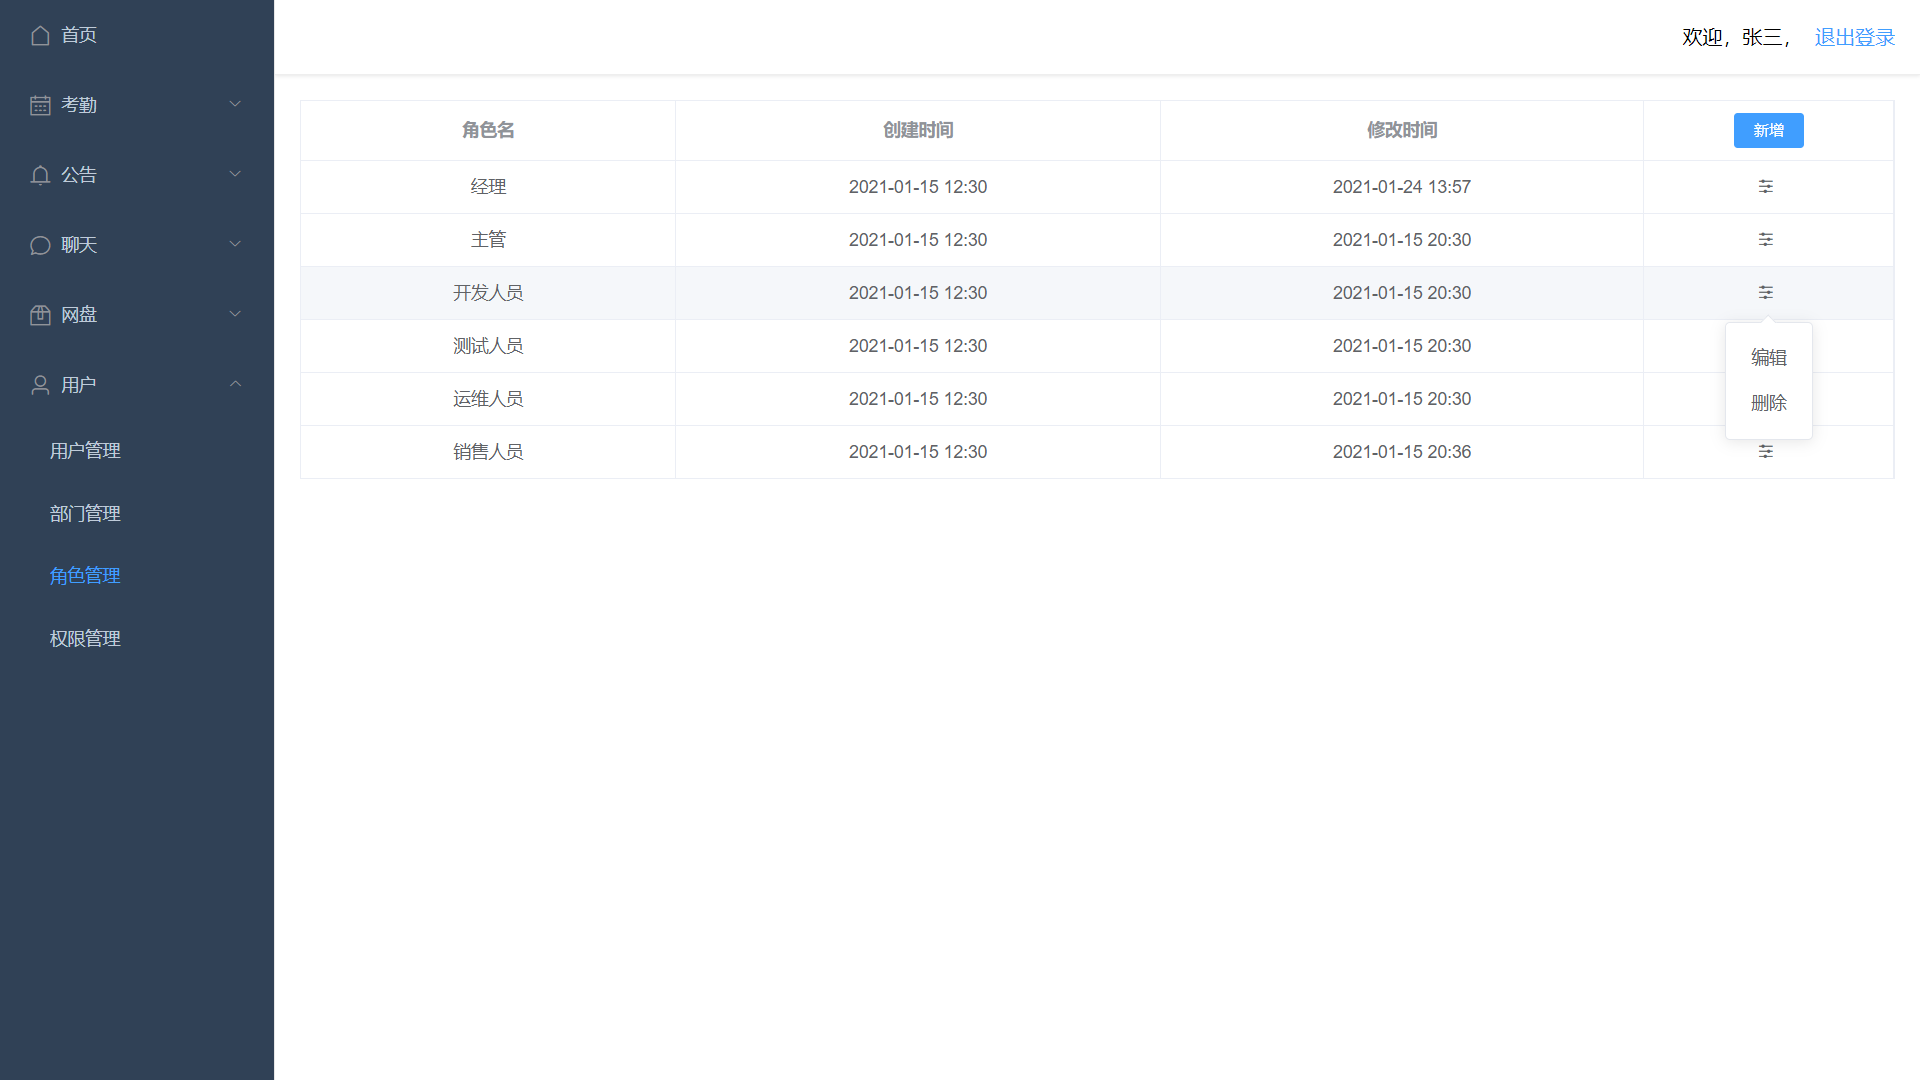 首页
考勤
公告
聊天
网盘
用户
用户管理
部门管理
角色管理
权限管理
欢迎，张三， 退出登录
角色名 创建时间 修改时间 新增
经理 2021-01-15 12:30 2021-01-24 13:57
主管 2021-01-15 12:30 2021-01-15 20:30
开发人员 2021-01-15 12:30 2021-01-15 20:30
测试人员 2021-01-15 12:30 2021-01-15 20:30
运维人员 2021-01-15 12:30 2021-01-15 20:30
销售人员 2021-01-15 12:30 2021-01-15 20:36
编辑
删除